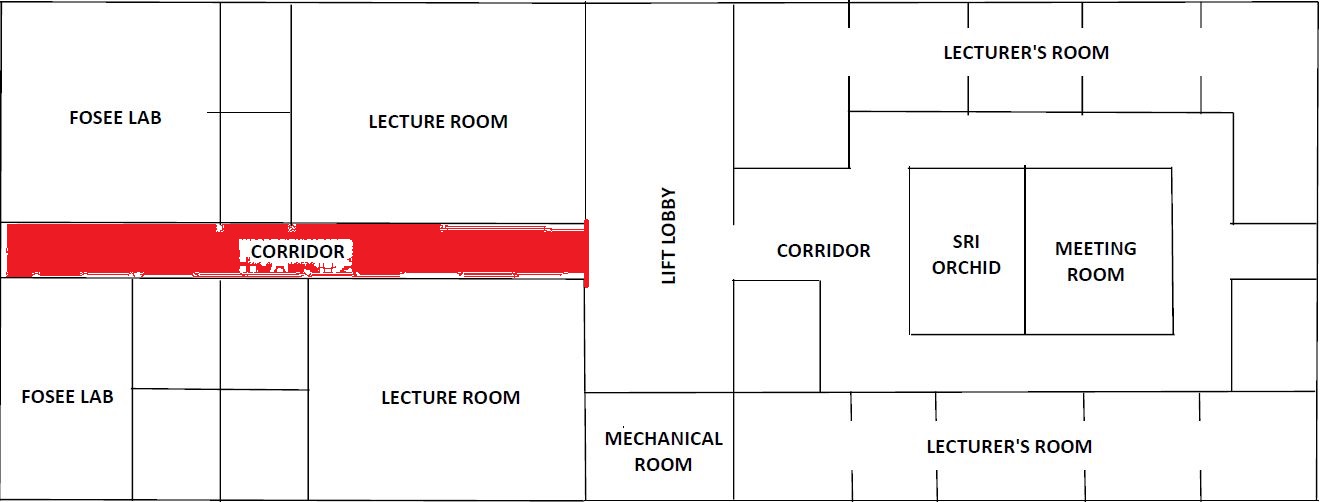 LECTURER'S ROOM
FOSEE LAB
LECTURE ROOM
LIFT LOBBY
CORRIDOR
CORRIDOR
SRI
ORCHID
MEETING
ROOM
FOSEE LAB
LECTURE ROOM
MECHANICAL
ROOM
LECTURER'S ROOM